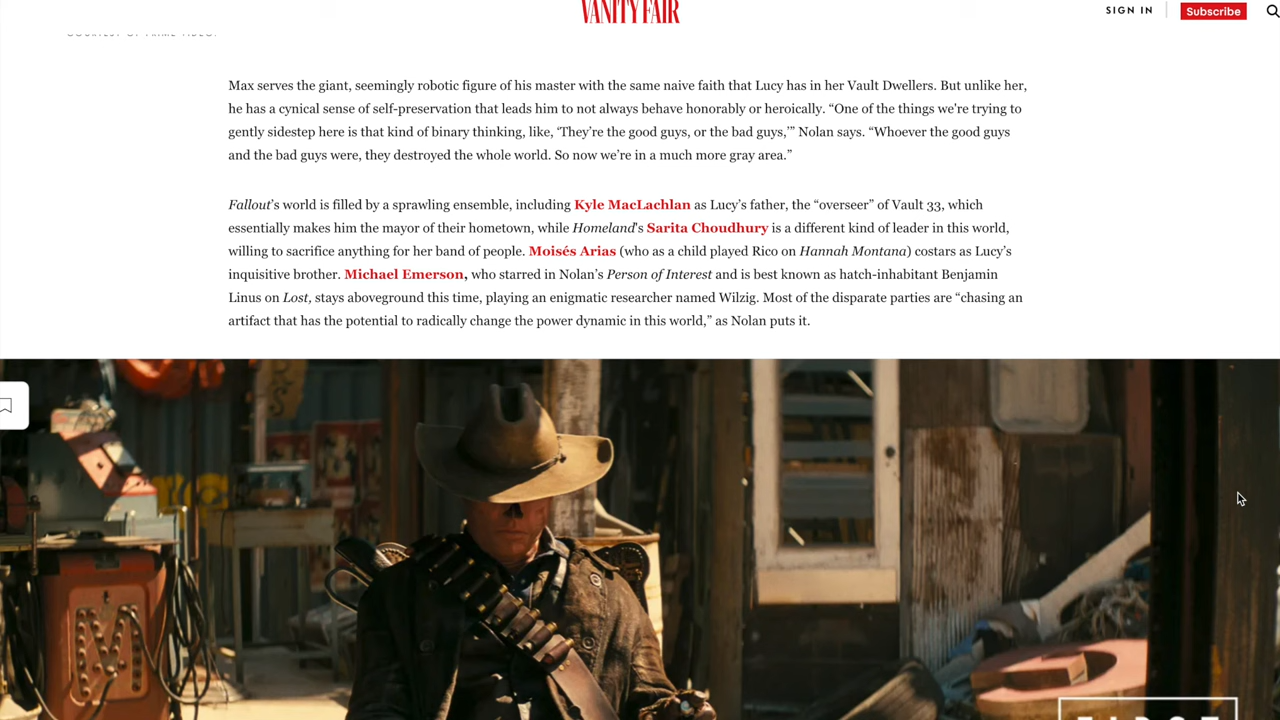 VANITY FAIR
SIGN IN
Subscribe
Max serves the giant, seemingly robotic figure of his master with the same naive faith that Lucy has in her Vault Dwellers. But unlike her,
he has a cynical sense of self-preservation that leads him to not always behave honorably or heroically. “One of the things we're trying to
gently sidestep here is that kind of binary thinking, like, ‘They’re the good guys, or the bad guys,’” Nolan says. “Whoever the good guys
and the bad guys were, they destroyed the whole world. So now we’re in a much more gray area.”
Fallout’s world is filled by a sprawling ensemble, including Kyle MacLachlan as Lucy’s father, the “overseer” of Vault 33, which
essentially makes him the mayor of their hometown, while Homeland's Sarita Choudhury is a different kind of leader in this world,
willing to sacrifice anything for her band of people. Moisés Arias (who as a child played Rico on Hannah Montana) costars as Lucy’s
inquisitive brother. Michael Emerson, who starred in Nolan’s Person of Interest and is best known as hatch-inhabitant Benjamin
Linus on Lost, stays aboveground this time, playing an enigmatic researcher named Wilzig. Most of the disparate parties are “chasing an
artifact that has the potential to radically change the power dynamic in this world,” as Nolan puts it.
M